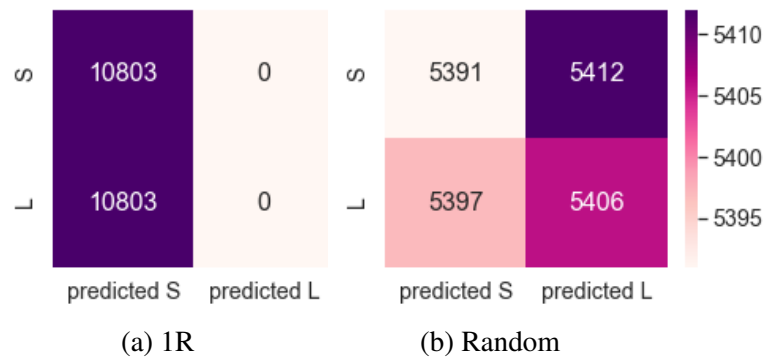 S 10803 0 S 5391 5412 5410
5405
5400
L 10803 0 L 5397 5406 5395
predicted S predicted L predicted S predicted L
(a) 1R (b) Random